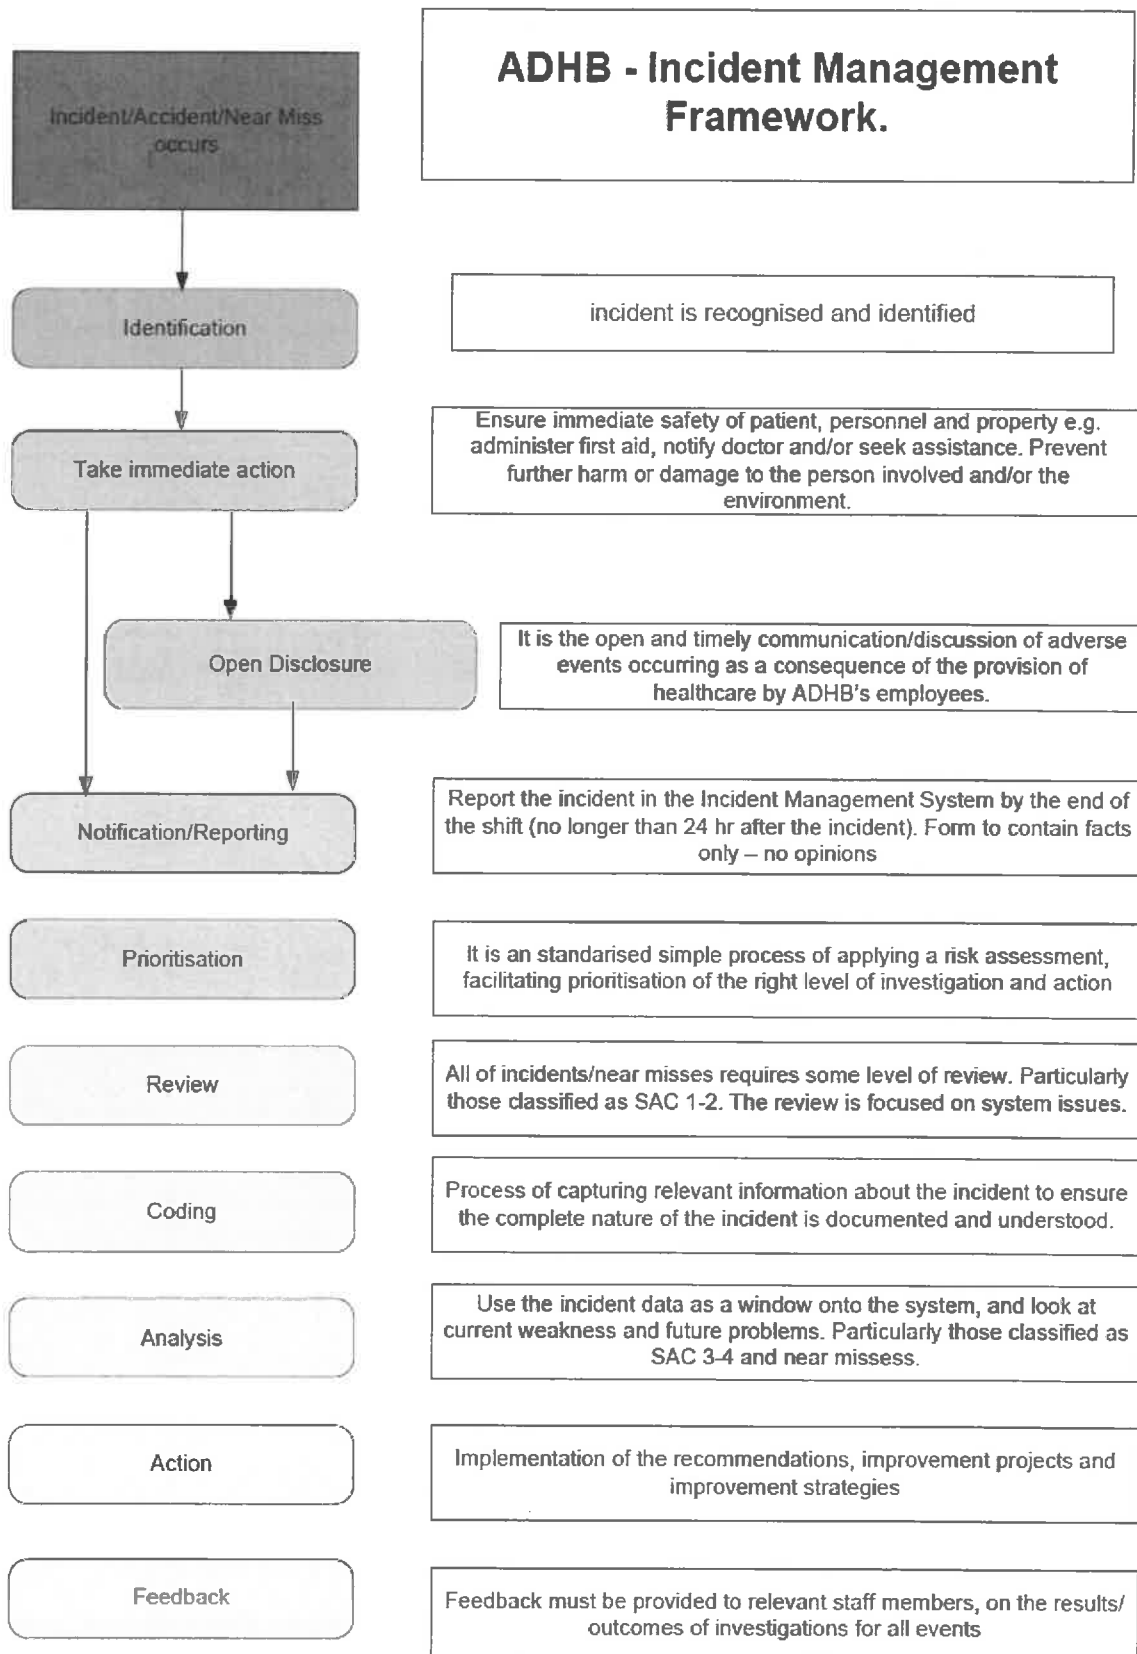 ADHB - Incident Management
Framework.
Incident/Accident/Near Miss
occurs
Identification
incident is recognised and identified
Take immediate action
Ensure immediate safety of patient, personnel and property e.g.
administer first aid, notify doctor and/or seek assistance. Prevent
further harm or damage to the person involved and/or the
environment.
Open Disclosure
It is the open and timely communication/discussion of adverse
events occurring as a consequence of the provision of
healthcare by ADHB's employees.
Notification/Reporting
Report the incident in the Incident Management System by the end of
the shift (no longer than 24 hr after the incident). Form to contain facts
only – no opinions
Prioritisation
It is an standarised simple process of applying a risk assessment,
facilitating prioritisation of the right level of investigation and action
Review
All of incidents/near misses requires some level of review. Particularly
those classified as SAC 1-2. The review is focused on system issues.
Coding
Process of capturing relevant information about the incident to ensure
the complete nature of the incident is documented and understood.
Analysis
Use the incident data as a window onto the system, and look at
current weakness and future problems. Particularly those classified as
SAC 3-4 and near missess.
Action
Implementation of the recommendations, improvement projects and
improvement strategies
Feedback
Feedback must be provided to relevant staff members, on the results/
outcomes of investigations for all events